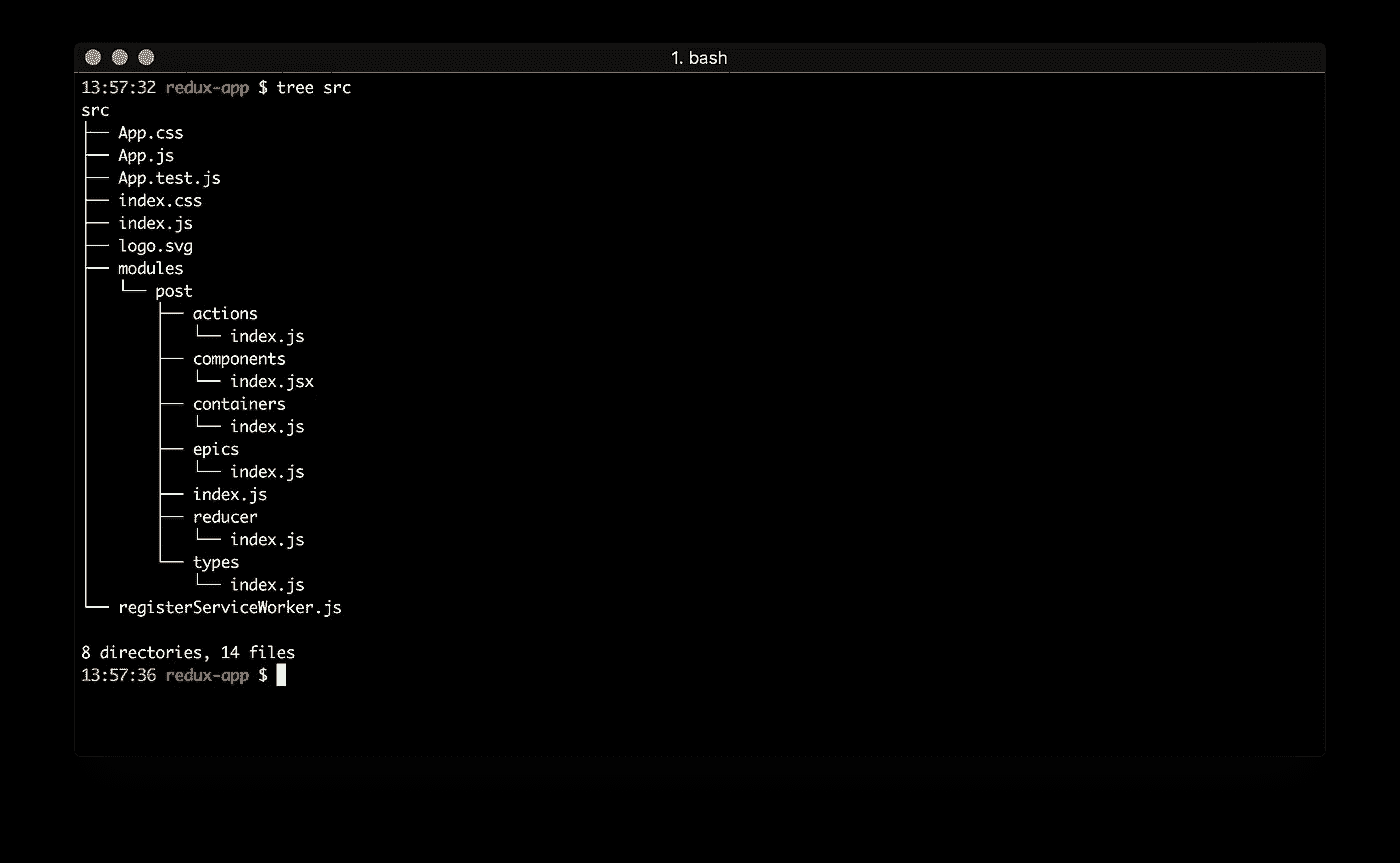 1. bash
13:57:32 redux-app $ tree src
src
├── App.css
├── App.js
├── App.test.js
├── index.css
├── index.js
├── logo.svg
├── modules
│   └── post
│       ├── actions
│       │   └── index.js
│       ├── components
│       │   └── index.jsx
│       ├── containers
│       │   └── index.js
│       ├── epics
│       │   └── index.js
│       ├── index.js
│       ├── reducer
│       │   └── index.js
│       └── types
│           └── index.js
└── registerServiceWorker.js
8 directories, 14 files
13:57:36 redux-app $